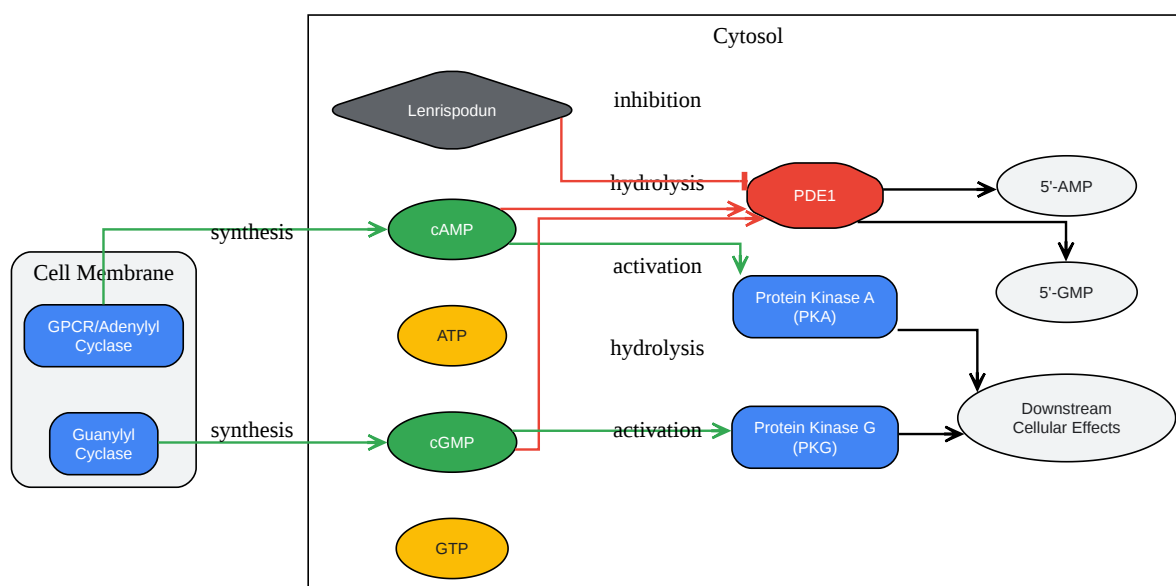 Cytosol
Lenrispodun
inhibition
hydrolysis
PDE1
5'-AMP
synthesis
cAMP
Cell Membrane
activation
GPCR/Adenylyl
Cyclase
ATP
Protein Kinase A
(PKA)
5'-GMP
hydrolysis
Guanylyl
Cyclase
synthesis
cGMP
activation
Protein Kinase G
(PKG)
Downstream
Cellular Effects
GTP